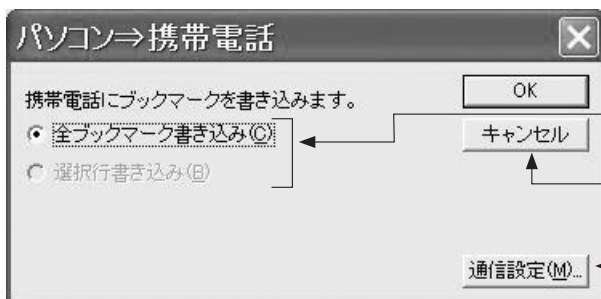 パソコン⇒携帯電話
携帯電話にブックマークを書き込みます。
全ブックマーク書き込み(C)
選択行書き込み(B)
OK
キャンセル
通信設定(M)...